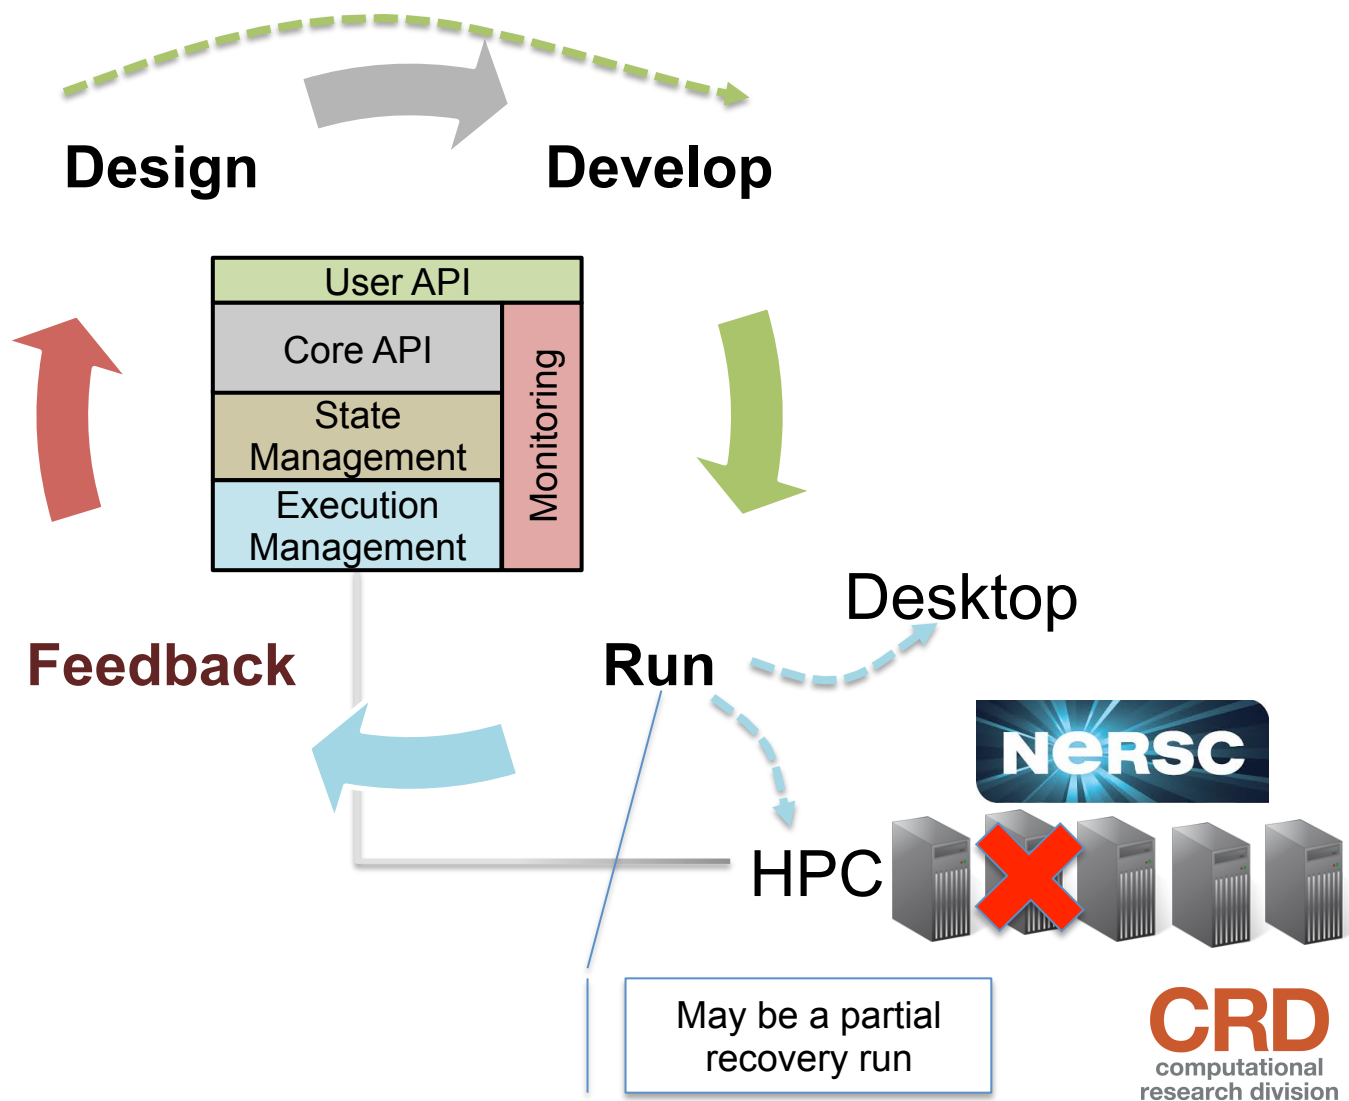 Design
Develop
User API
Core API
Monitoring
State
Management
Execution
Management
Desktop
Feedback
Run
NeRSC
HPC
May be a partial
recovery run
CRD
computational
research division